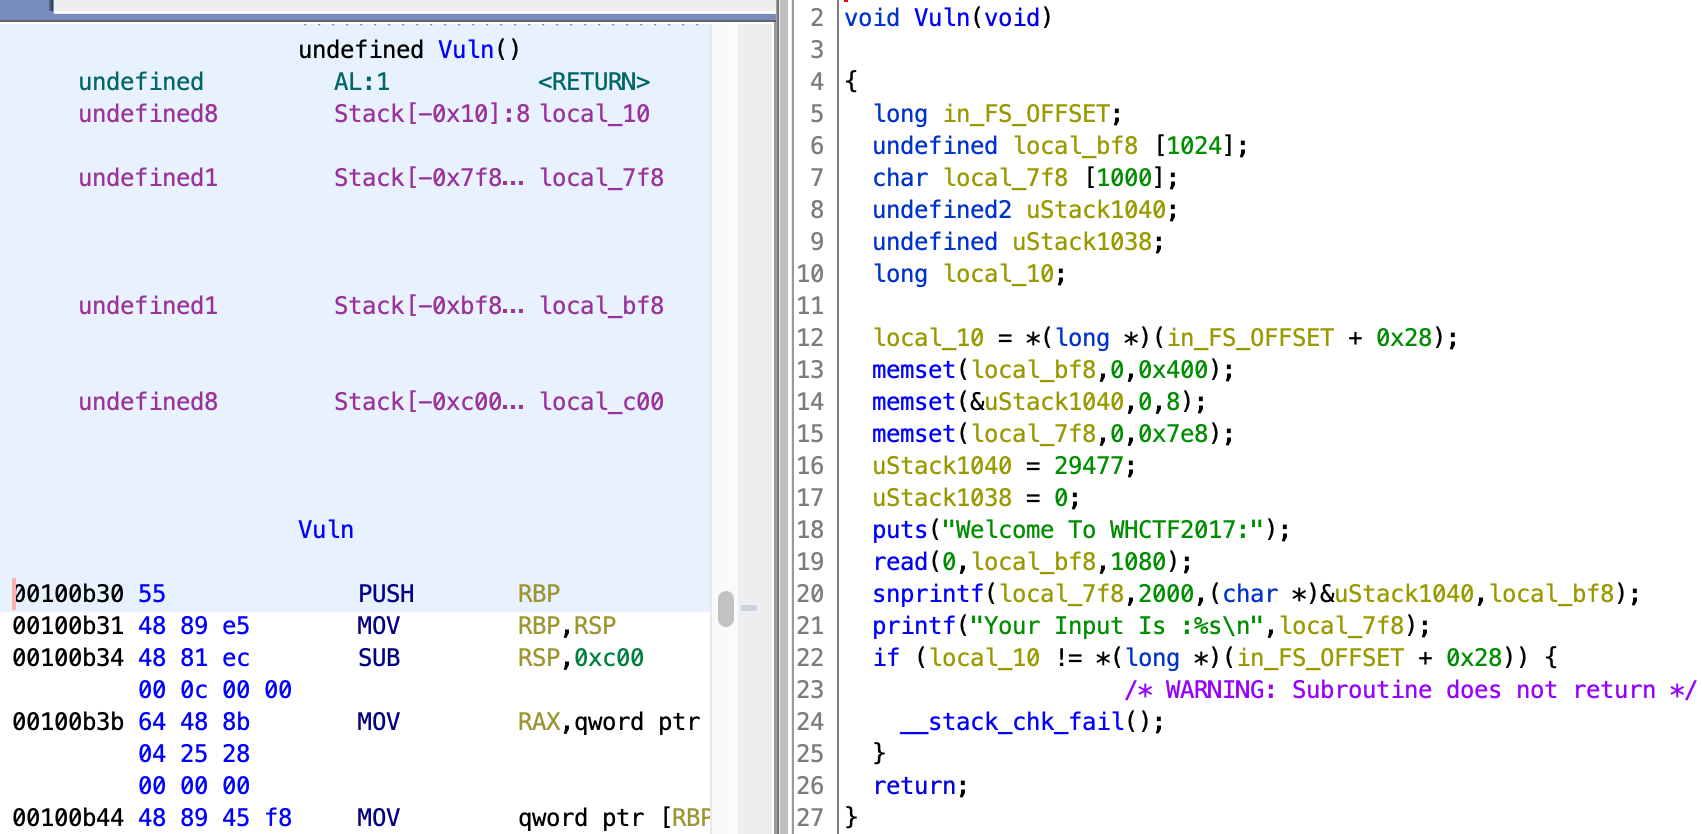 undefined Vuln()
undefined AL:1 <RETURN>
undefined8 Stack[-0x10]:8 local_10
undefined1 Stack[-0x7f8... local_7f8
undefined1 Stack[-0xbf8... local_bf8
undefined8 Stack[-0xc00... local_c00
Vuln
00100b30 55 PUSH RBP
00100b31 48 89 e5 MOV RBP,RSP
00100b34 48 81 ec SUB RSP,0xc00
00 0c 00 00
00100b3b 64 48 8b MOV RAX,qword ptr
04 25 28
00 00 00
00100b44 48 89 45 f8 MOV qword ptr [RBP
2 void Vuln(void)
3
4 {
5 long in_FS_OFFSET;
6 undefined local_bf8 [1024];
7 char local_7f8 [1000];
8 undefined2 uStack1040;
9 undefined uStack1038;
10 long local_10;
11
12 local_10 = *(long *)(in_FS_OFFSET + 0x28);
13 memset(local_bf8,0,0x400);
14 memset(&uStack1040,0,8);
15 memset(local_7f8,0,0x7e8);
16 uStack1040 = 29477;
17 uStack1038 = 0;
18 puts("Welcome To WHCTF2017:");
19 read(0,local_bf8,1080);
20 snprintf(local_7f8,2000,(char *)&uStack1040,local_bf8);
21 printf("Your Input Is :%s\n",local_7f8);
22 if (local_10 != *(long *)(in_FS_OFFSET + 0x28)) {
23 /* WARNING: Subroutine does not return */
24 __stack_chk_fail();
25 }
26 return;
27 }